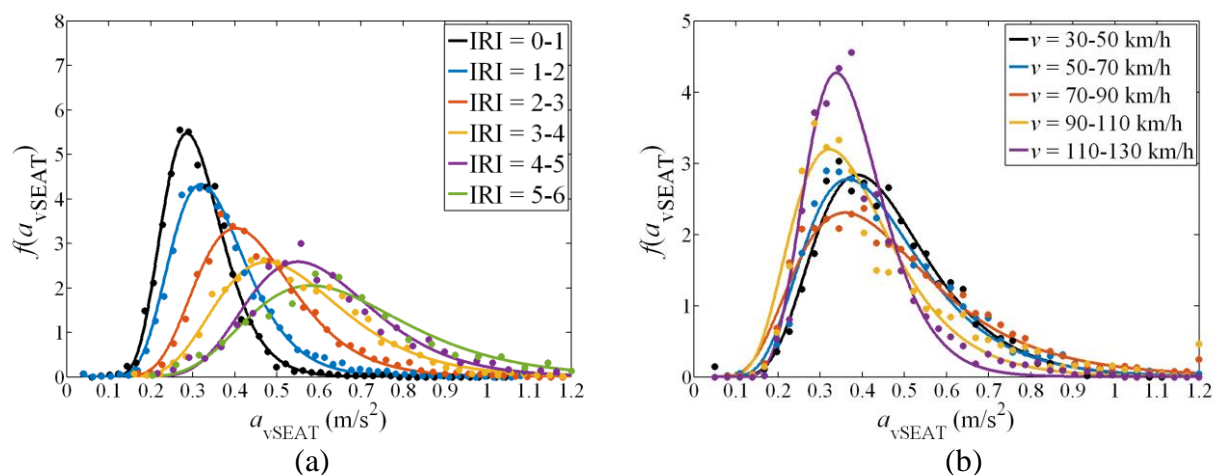 8
7
6
5
4
3
2
1
0
f(a_vSEAT)
IRI = 0-1
IRI = 1-2
IRI = 2-3
IRI = 3-4
IRI = 4-5
IRI = 5-6
0 0.1 0.2 0.3 0.4 0.5 0.6 0.7 0.8 0.9 1 1.1 1.2
a_vSEAT (m/s²)
(a)
5
4
3
2
1
0
f(a_vSEAT)
v = 30-50 km/h
v = 50-70 km/h
v = 70-90 km/h
v = 90-110 km/h
v = 110-130 km/h
0 0.1 0.2 0.3 0.4 0.5 0.6 0.7 0.8 0.9 1 1.1 1.2
a_vSEAT (m/s²)
(b)